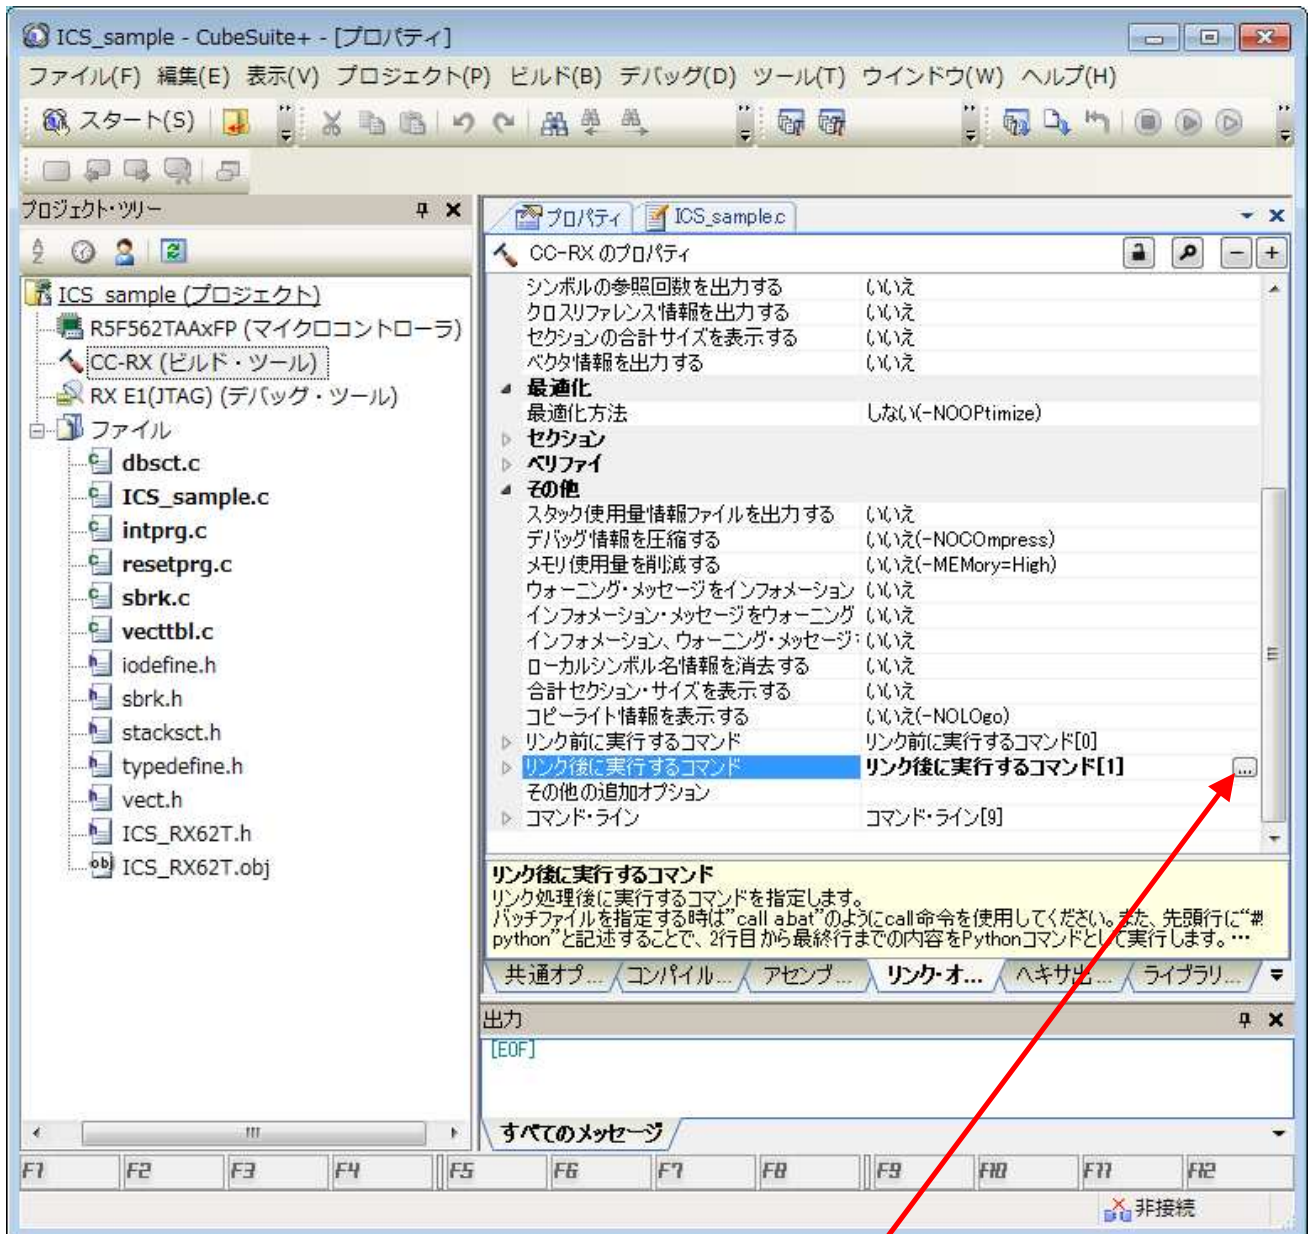 ICS_sample - CubeSuite+ - [プロパティ]
ファイル(F) 編集(E) 表示(V) プロジェクト(P) ビルド(B) デバッグ(D) ツール(T) ウインドウ(W) ヘルプ(H)
スタート(S)
プロジェクト・ツリー
ICS_sample (プロジェクト)
R5F562TAAxFP (マイクロコントローラ)
CC-RX (ビルド・ツール)
RX E1(JTAG) (デバッグ・ツール)
ファイル
dbsct.c
ICS_sample.c
intprg.c
resetprg.c
sbrk.c
vecttbl.c
iodefine.h
sbrk.h
stacksct.h
typedefine.h
vect.h
ICS_RX62T.h
ICS_RX62T.obj
プロパティ ICS_sample.c
CC-RX のプロパティ
シンボルの参照回数を出力する いいえ
クロスリファレンス情報を出力する いいえ
セクションの合計サイズを表示する いいえ
ベクタ情報を出力する いいえ
最適化
最適化方法 しない(-NOOPtimize)
セクション
ベリファイ
その他
スタック使用量情報ファイルを出力する いいえ
デバッグ情報を圧縮する いいえ(-NOCOmpress)
メモリ使用量を削減する いいえ(-MEMory=High)
ウォーニング・メッセージをインフォメーション いいえ
インフォメーション・メッセージをウォーニング いいえ
インフォメーション、ウォーニング・メッセージ いいえ
ローカルシンボル名情報を消去する いいえ
合計セクション・サイズを表示する いいえ
コピーライト情報を表示する いいえ(-NOLOgo)
リンク前に実行するコマンド リンク前に実行するコマンド[0]
リンク後に実行するコマンド リンク後に実行するコマンド[1] ...
その他の追加オプション
コマンド・ライン コマンド・ライン[9]
リンク後に実行するコマンド
リンク処理後に実行するコマンドを指定します。
バッチファイルを指定する時は"call a.bat"のようにcall命令を使用してください。また、先頭行に"#
python"と記述することで、2行目から最終行までの内容をPythonコマンドとして実行します。…
共通オプ... コンパイル... アセンブ... リンク・オ... ヘキサ出... ライブラリ...
出力
[EOF]
すべてのメッセージ
F1 F2 F3 F4 F5 F6 F7 F8 F9 F10 F11 F12
非接続